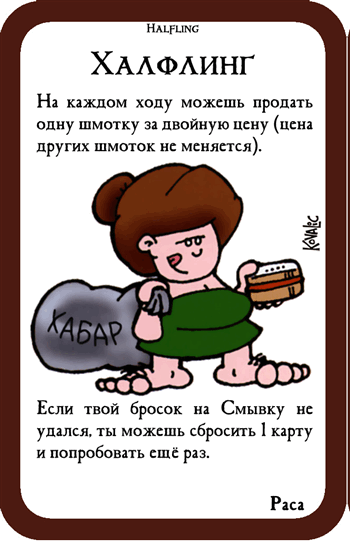 Halfling
Халфлинг
На каждом ходу можешь продать
одну шмотку за двойную цену (цена
других шмоток не меняется).
Kovalic
ХАБАР
Если твой бросок на Смывку не
удался, ты можешь сбросить 1 карту
и попробовать ещё раз.
Раса